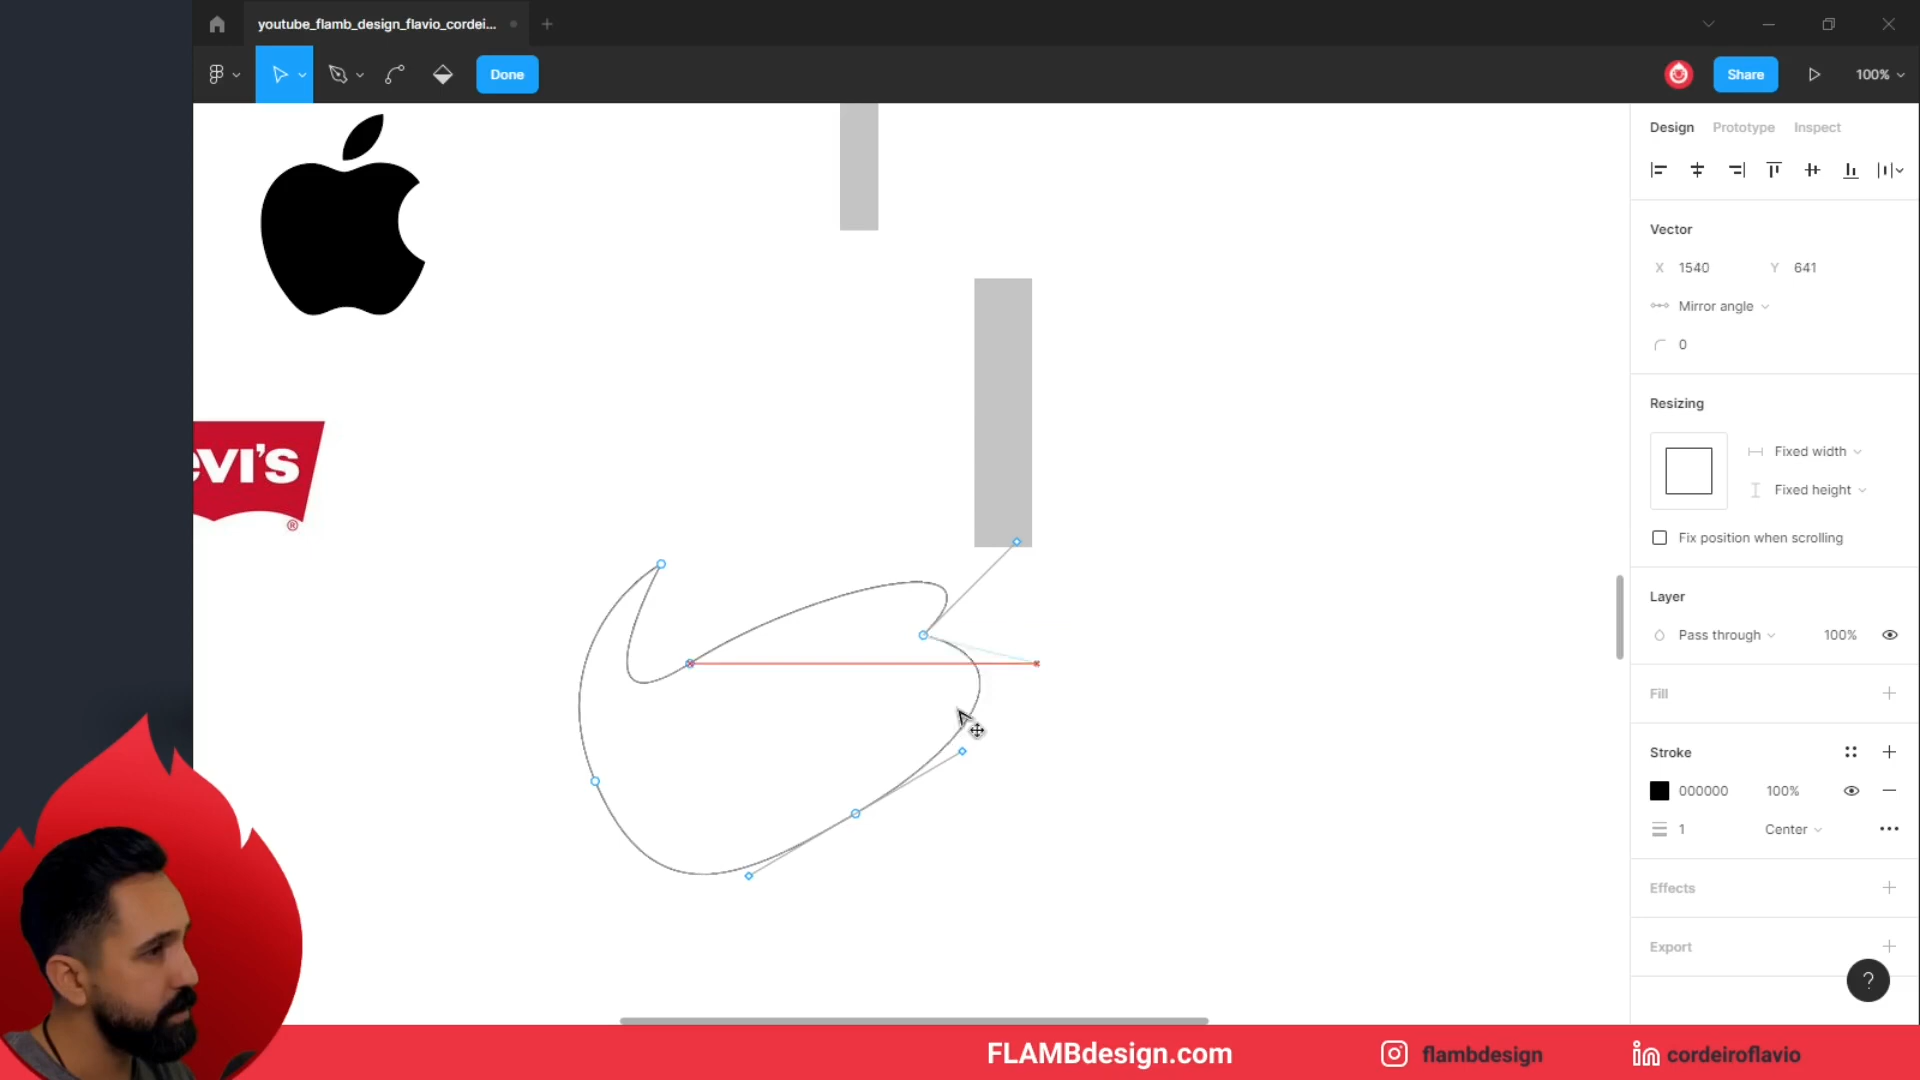 youtube_flamb_design_flavio_cordei...
Done
Share
100%
Design Prototype Inspect
Vector
X 1540 Y 641
Mirror angle
0
Resizing
Fixed width
Fixed height
Fix position when scrolling
Layer
Pass through 100%
Fill
Stroke
000000 100%
1 Center
Effects
Export
?
evi's
®
FLAMBdesign.com
flambdesign
in cordeiroflavio